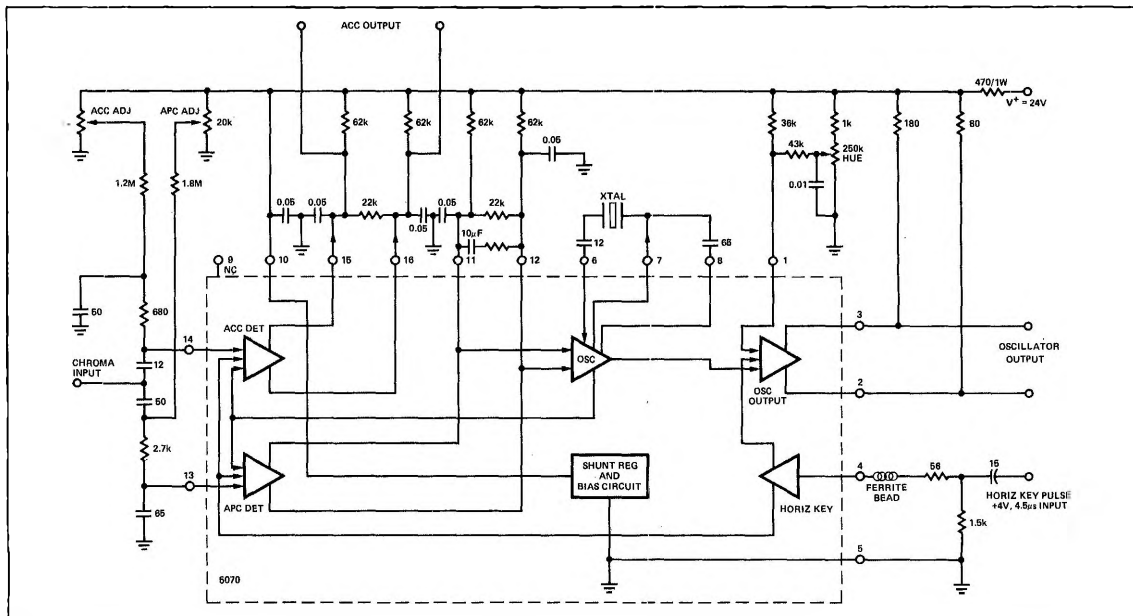 ACC OUTPUT
470/1W
V+ = 24V
ACC ADJ
APC ADJ
20k
62k
62k
62k
62k
36k
1k
180
80
0.05
43k
250k
HUE
0.01
1.2M
1.8M
0.05
0.05
22k
0.05
0.05
22k
XTAL
10µF
12
68
9
NC
10
15
16
11
12
6
7
8
1
50
680
ACC DET
14
3
OSCILLATOR
OUTPUT
CHROMA
INPUT
12
OSC
OSC
OUTPUT
50
2
2.7k
SHUNT REG
AND
BIAS CIRCUIT
13
4
56
15
FERRITE
BEAD
HORIZ KEY PULSE
+4V, 4.5µs INPUT
APC DET
HORIZ KEY
65
1.5k
5
5070